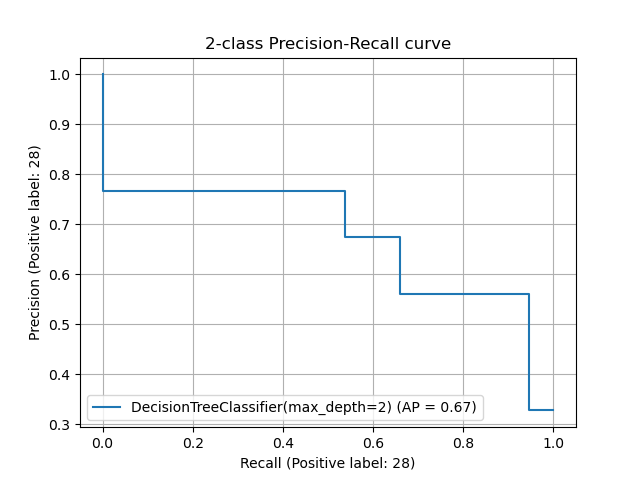 2-class Precision-Recall curve
1.0
0.9
0.8
0.7
0.6
0.5
0.4
0.3
Precision (Positive label: 28)
DecisionTreeClassifier(max_depth=2) (AP = 0.67)
0.0 0.2 0.4 0.6 0.8 1.0
Recall (Positive label: 28)